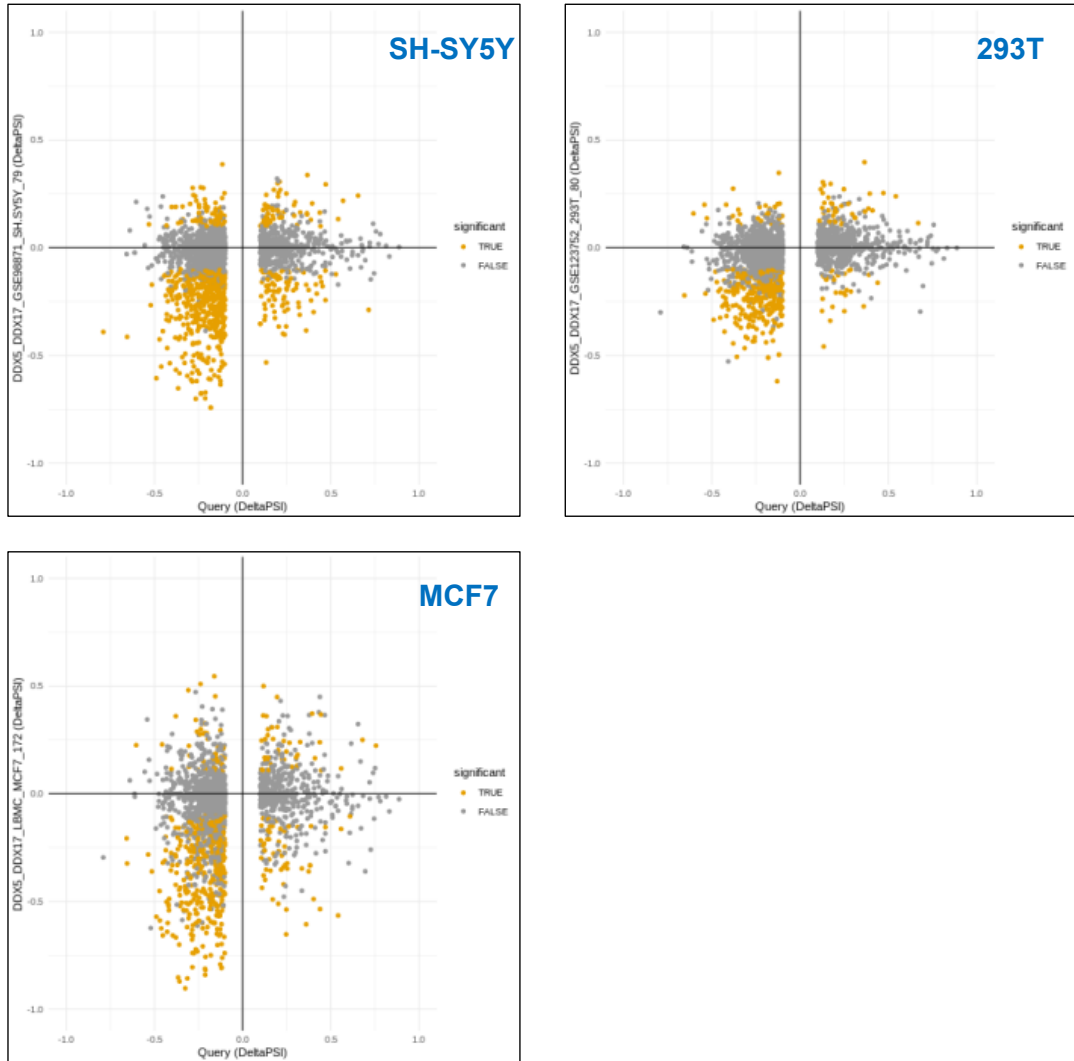 SH-SY5Y
1.0
0.5
0.0
-0.5
-1.0
DDX5_DDX17_GSE98871_SH.SY5Y_79 (DeltaPSI)
-1.0 -0.5 0.0 0.5 1.0
Query (DeltaPSI)
significant
TRUE
FALSE
293T
1.0
0.5
0.0
-0.5
-1.0
DDX5_DDX17_GSE123752_293T_80 (DeltaPSI)
-1.0 -0.5 0.0 0.5 1.0
Query (DeltaPSI)
significant
TRUE
FALSE
MCF7
1.0
0.5
0.0
-0.5
-1.0
DDX5_DDX17_LBMC_MCF7_172 (DeltaPSI)
-1.0 -0.5 0.0 0.5 1.0
Query (DeltaPSI)
significant
TRUE
FALSE